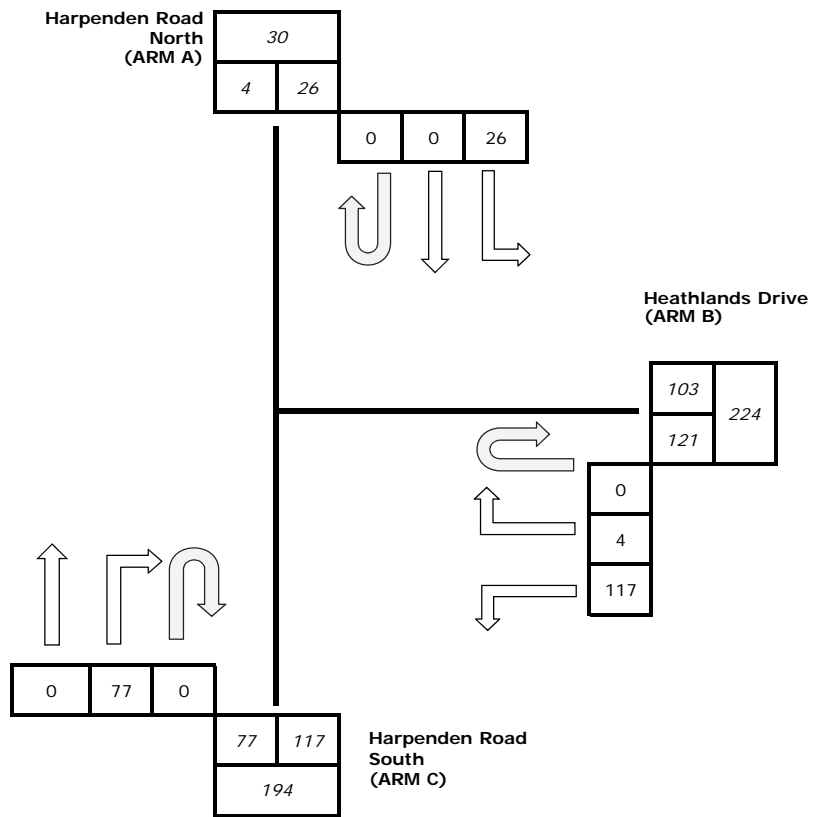 Harpenden Road
North
(ARM A)
30
4 26
0 0 26
Heathlands Drive
(ARM B)
103
224
121
0
4
117
0 77 0
77 117
194
Harpenden Road
South
(ARM C)